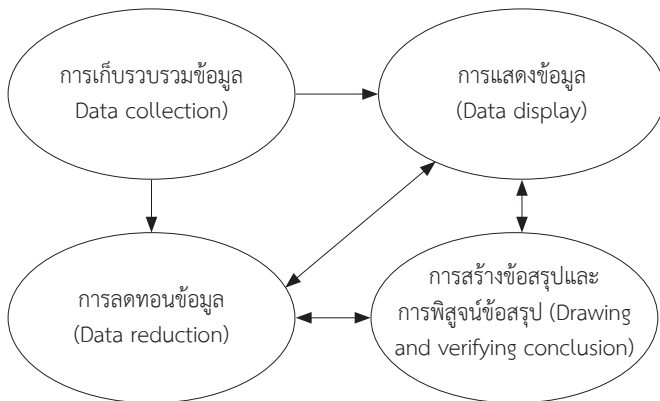 การเก็บรวบรวมข้อมูล
Data collection)
การแสดงข้อมูล
(Data display)
การลดทอนข้อมูล
(Data reduction)
การสร้างข้อสรุปและ
การพิสูจน์ข้อสรุป (Drawing
and verifying conclusion)